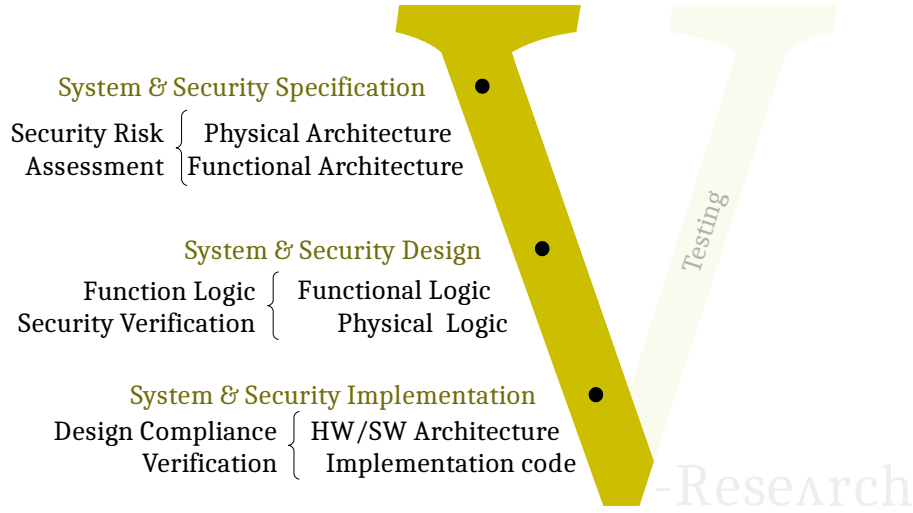 System & Security Specification
Security Risk Physical Architecture
Assessment Functional Architecture
Testing
System & Security Design
Function Logic Functional Logic
Security Verification Physical Logic
System & Security Implementation
Design Compliance HW/SW Architecture
Verification Implementation code
-Reseʌrch